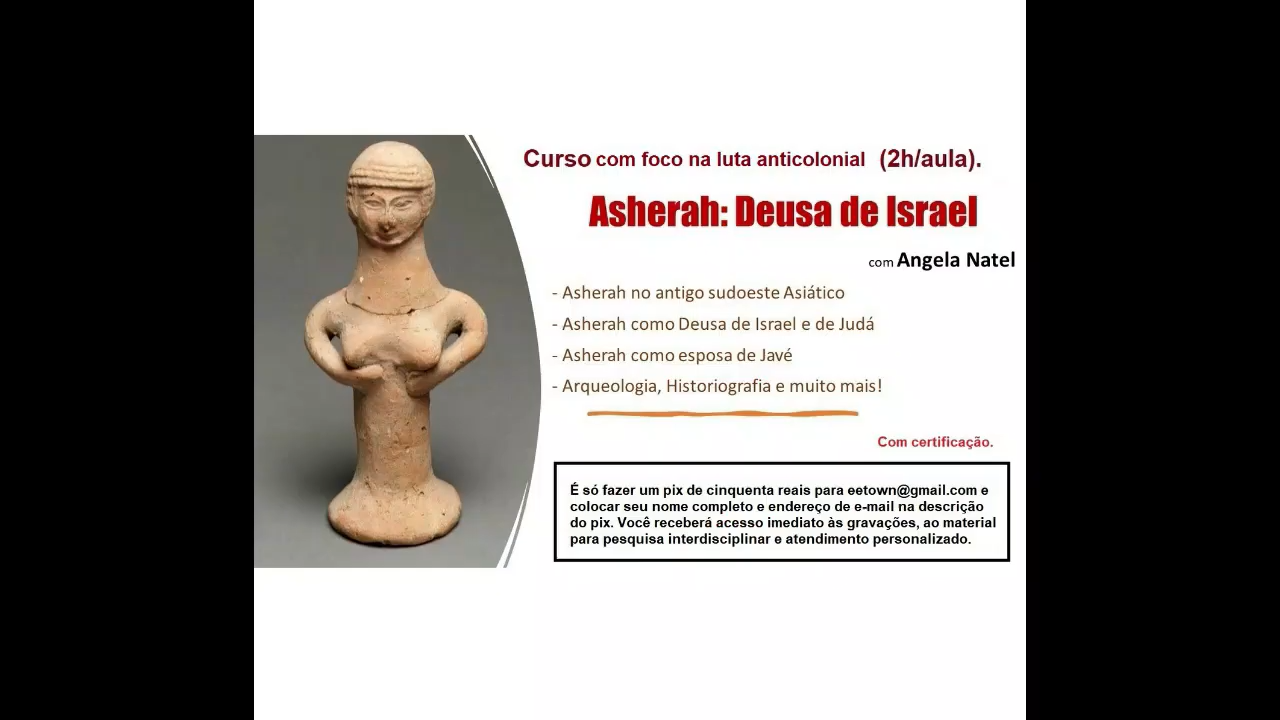 Curso com foco na luta anticolonial (2h/aula).
Asherah: Deusa de Israel
com Angela Natel
- Asherah no antigo sudoeste Asiático
- Asherah como Deusa de Israel e de Judá
- Asherah como esposa de Javé
- Arqueologia, Historiografia e muito mais!
Com certificação.
É só fazer um pix de cinquenta reais para eetown@gmail.com e
colocar seu nome completo e endereço de e-mail na descrição
do pix. Você receberá acesso imediato às gravações, ao material
para pesquisa interdisciplinar e atendimento personalizado.